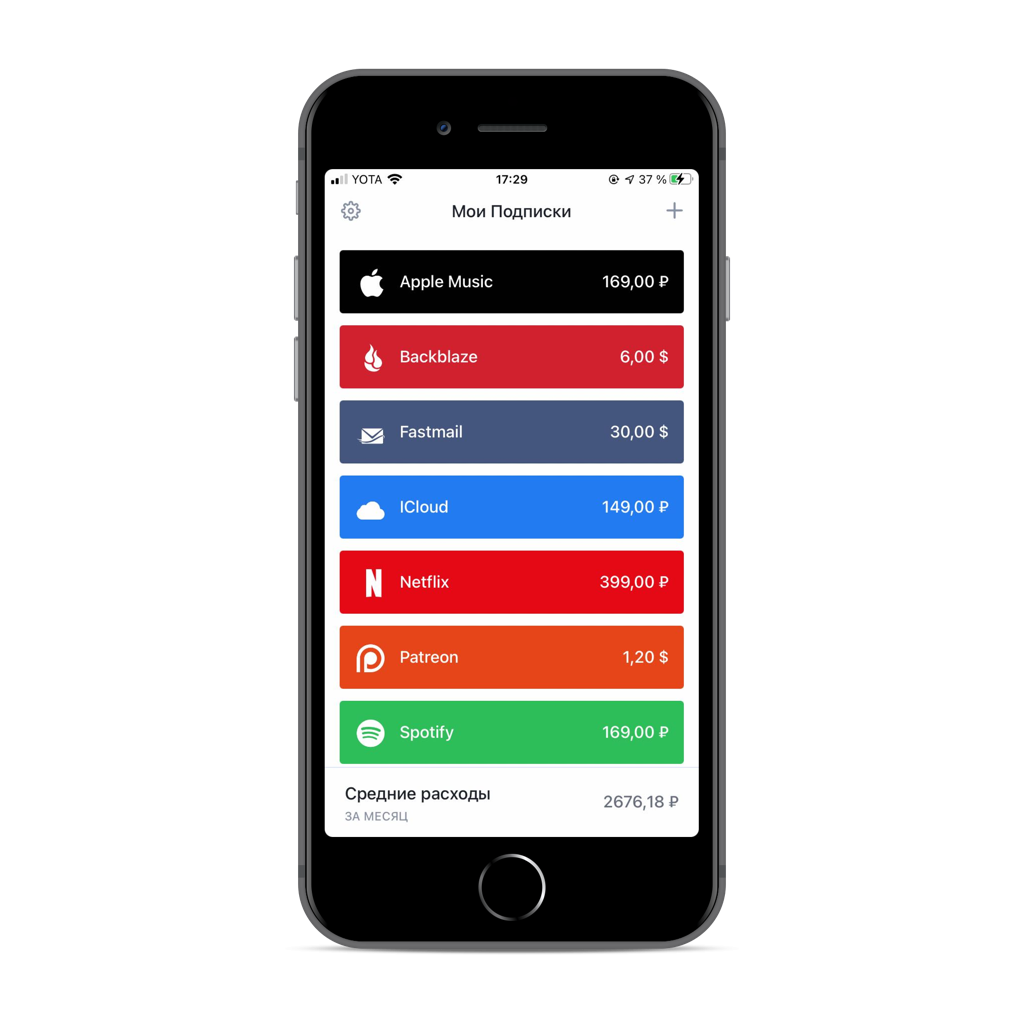 YOTA 17:29 37 %
Мои Подписки
Apple Music 169,00 ₽
Backblaze 6,00 $
Fastmail 30,00 $
ICloud 149,00 ₽
Netflix 399,00 ₽
Patreon 1,20 $
Spotify 169,00 ₽
Средние расходы
2676,18 ₽
ЗА МЕСЯЦ